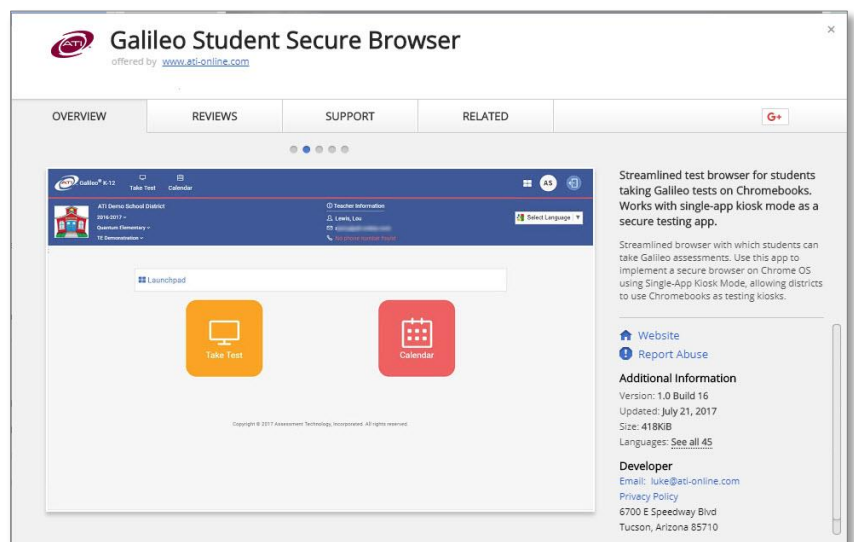 ATI
Galileo Student Secure Browser
offered by www.ati-online.com
×
OVERVIEW
REVIEWS
SUPPORT
RELATED
G+
ATI Galileo® K-12
Take Test
Calendar
AS
ATI Demo School District
2016-2017
Quantum Elementary
TE Demonstration
Teacher Information
Lewis, Lou
No phone number found
Select Language
Launchpad
Take Test
Calendar
Copyright © 2017 Assessment Technology, Incorporated. All rights reserved.
Streamlined test browser for students
taking Galileo tests on Chromebooks.
Works with single-app kiosk mode as a
secure testing app.
Streamlined browser with which students can
take Galileo assessments. Use this app to
implement a secure browser on Chrome OS
using Single-App Kiosk Mode, allowing districts
to use Chromebooks as testing kiosks.
Website
Report Abuse
Additional Information
Version: 1.0 Build 16
Updated: July 21, 2017
Size: 418KiB
Languages: See all 45
Developer
Email: luke@ati-online.com
Privacy Policy
6700 E Speedway Blvd
Tucson, Arizona 85710